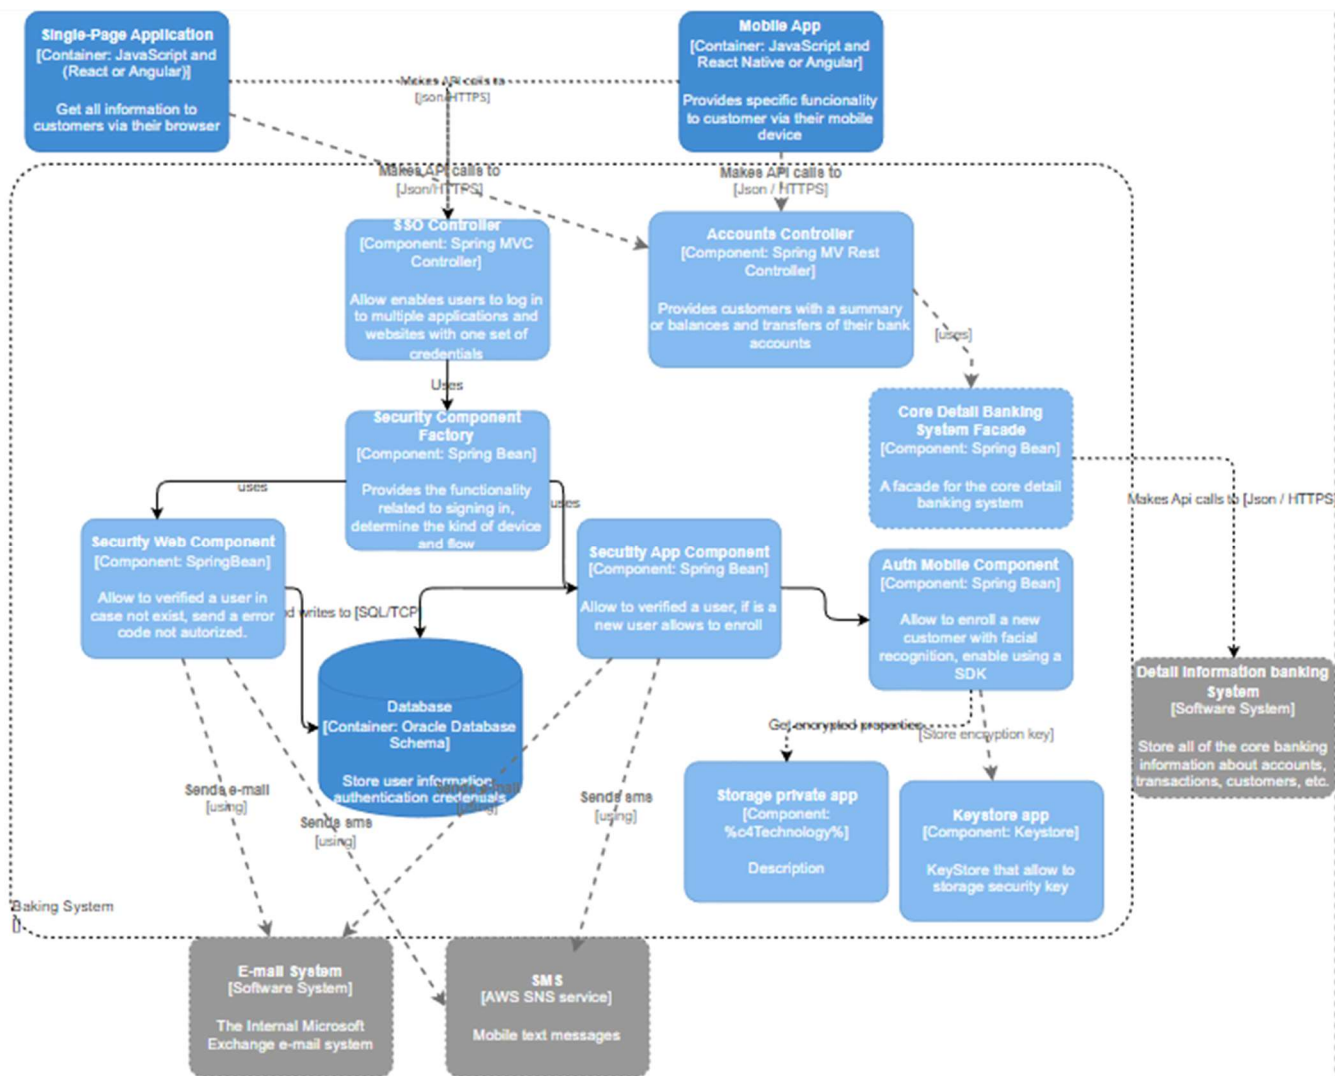 Single-Page Application
[Container: JavaScript and
(React or Angular)]
Get all information to
customers via their browser
Mobile App
[Container: JavaScript and
React Native or Angular]
Provides specific funcionality
to customer via their mobile
device
Makes API calls to
[json/HTTPS]
Makes API calls to
[Json/HTTPS]
Makes API calls to
[Json / HTTPS]
SSO Controller
[Component: Spring MVC
Controller]
Allow enables users to log in
to multiple applications and
websites with one set of
credentials
Accounts Controller
[Component: Spring MV Rest
Controller]
Provides customers with a summary
or balances and transfers of their bank
accounts
[uses]
Uses
Security Component
Factory
[Component: Spring Bean]
Provides the functionality
related to signing in,
determine the kind of device
and flow
Core Detail Banking
System Facade
[Component: Spring Bean]
A facade for the core detail
banking system
Makes Api calls to [Json / HTTPS]
uses
uses
Security Web Component
[Component: SpringBean]
Allow to verified a user in
case not exist, send a error
code not autorized.
writes to [SQL/TCP]
Secutity App Component
[Component: Spring Bean]
Allow to verified a user, if is a
new user allows to enroll
Auth Mobile Component
[Component: Spring Bean]
Allow to enroll a new
customer with facial
recognition, enable using a
SDK
Detail Information banking
System
[Software System]
Store all of the core banking
information about accounts,
transactions, customers, etc.
Database
[Container: Oracle Database
Schema]
Store user information,
authentication credentials
Get encrypted properties
[Store encryption key]
Sends e-mail
[using]
Sends sms
[using]
Sends e-mail
[using]
Sends sms
[using]
Storage private app
[Component:
%c4Technology%]
Description
Keystore app
[Component: Keystore]
KeyStore that allow to
storage security key
Baking System
[]
E-mail System
[Software System]
The Internal Microsoft
Exchange e-mail system
SMS
[AWS SNS service]
Mobile text messages